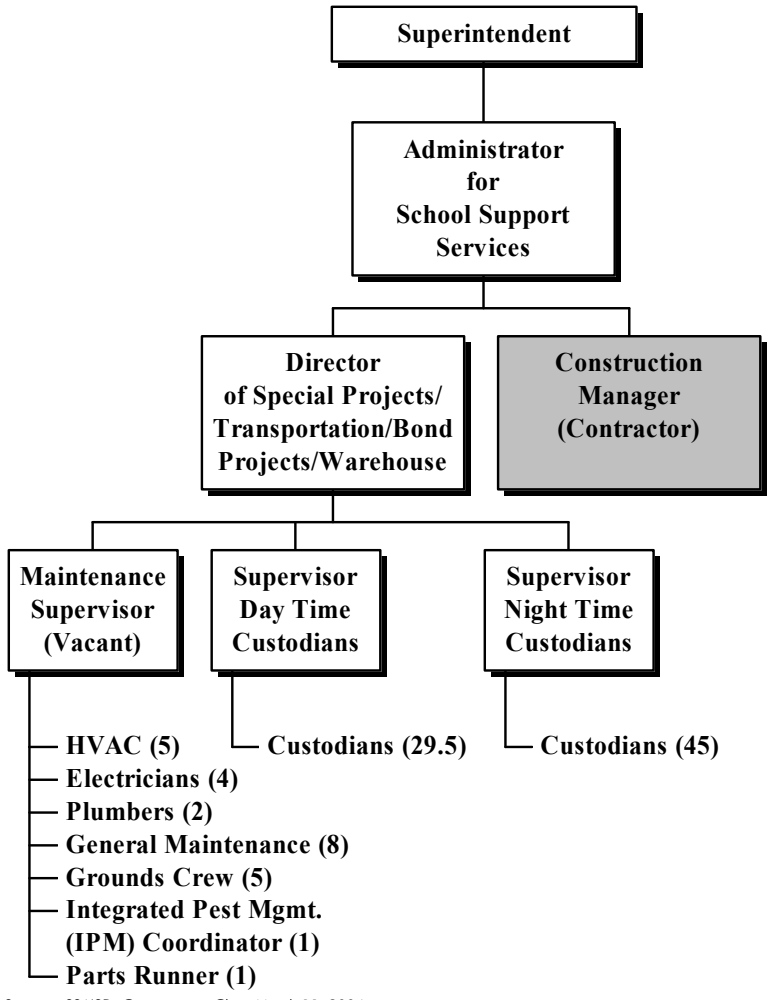 Superintendent
Administrator
for
School Support
Services
Director
of Special Projects/
Transportation/Bond
Projects/Warehouse
Construction
Manager
(Contractor)
Maintenance
Supervisor
(Vacant)
Supervisor
Day Time
Custodians
Supervisor
Night Time
Custodians
HVAC (5)
Electricians (4)
Plumbers (2)
General Maintenance (8)
Grounds Crew (5)
Integrated Pest Mgmt.
(IPM) Coordinator (1)
Parts Runner (1)
Custodians (29.5)
Custodians (45)